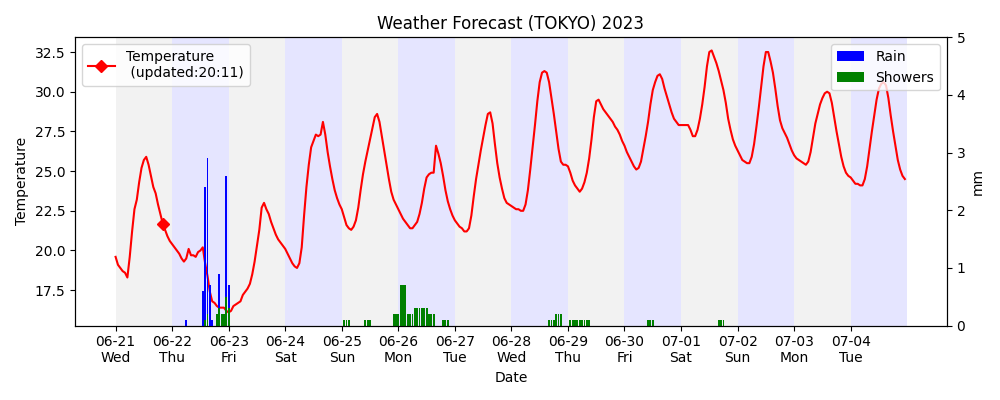 Weather Forecast (TOKYO) 2023
Temperature
(updated:20:11)
Rain
Showers
Temperature
32.5
30.0
27.5
25.0
22.5
20.0
17.5
5
4
3
2
1
0
mm
06-21 06-22 06-23 06-24 06-25 06-26 06-27 06-28 06-29 06-30 07-01 07-02 07-03 07-04
Wed Thu Fri Sat Sun Mon Tue Wed Thu Fri Sat Sun Mon Tue
Date